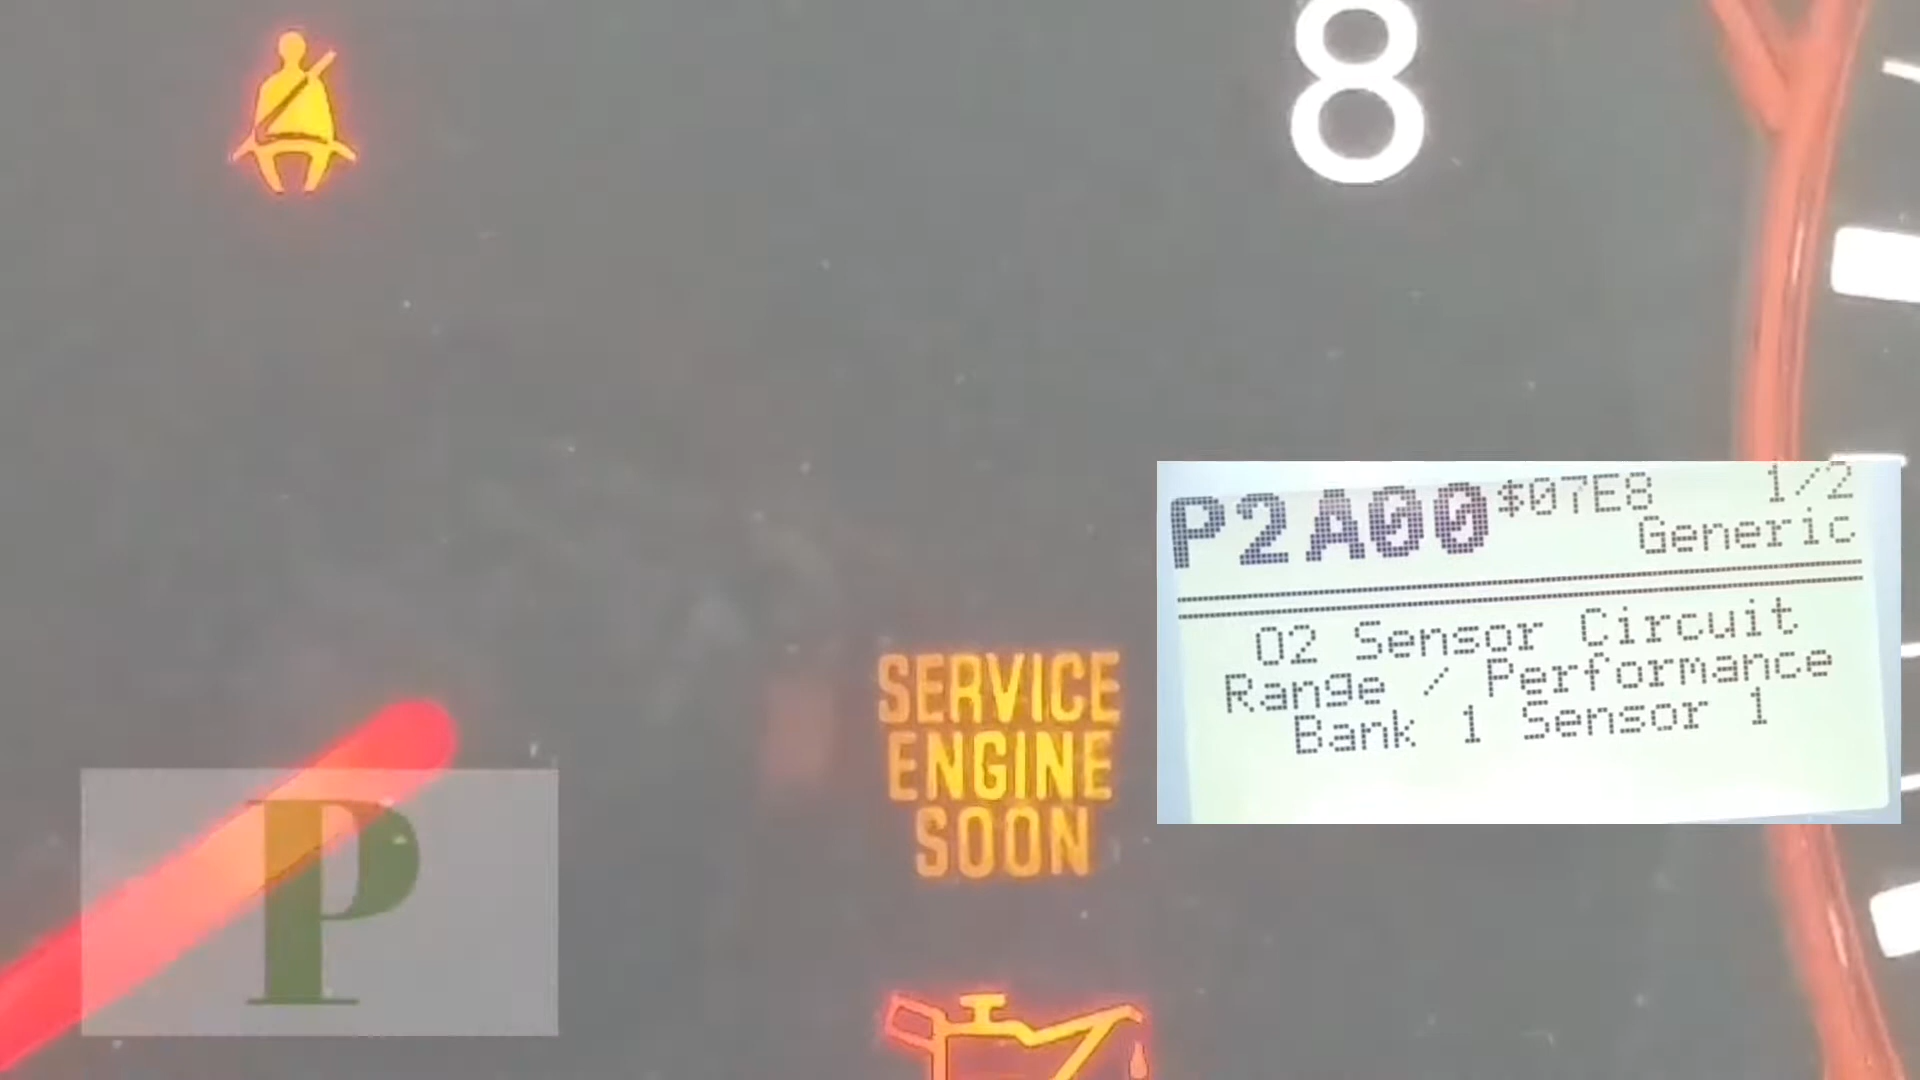 8
SERVICE
ENGINE
SOON
P2A00 $07E8 1/2
Generic
O2 Sensor Circuit
Range / Performance
Bank 1 Sensor 1
P